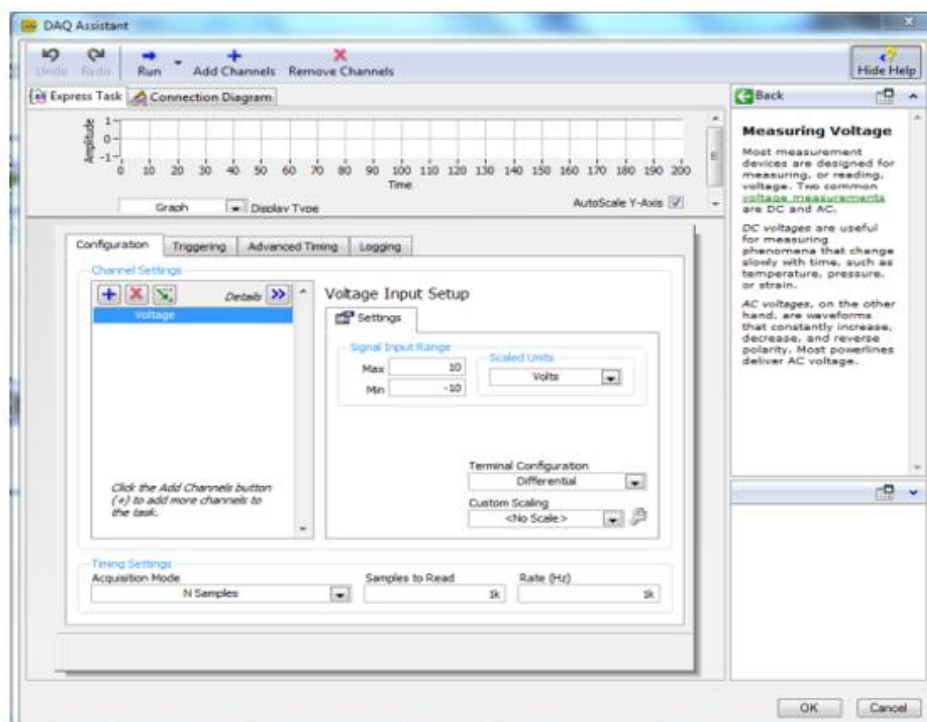 DAQ Assistant
Undo Redo Run Add Channels Remove Channels Hide Help
Express Task Connection Diagram
Amplitude
1
0
-1
0 10 20 30 40 50 60 70 80 90 100 110 120 130 140 150 160 170 180 190 200
Time
Graph Display Type AutoScale Y-Axis
Configuration Triggering Advanced Timing Logging
Channel Settings
Details
Voltage
Click the Add Channels button
(+) to add more channels to
the task.
Voltage Input Setup
Settings
Signal Input Range
Max 10
Min -10
Scaled Units
Volts
Terminal Configuration
Differential
Custom Scaling
<No Scale>
Timing Settings
Acquisition Mode Samples to Read Rate (Hz)
N Samples 1k 1k
Back
Measuring Voltage
Most measurement
devices are designed for
measuring, or reading,
voltage. Two common
voltage measurements
are DC and AC.
DC voltages are useful
for measuring
phenomena that change
slowly with time, such as
temperature, pressure,
or strain.
AC voltages, on the other
hand, are waveforms
that constantly increase,
decrease, and reverse
polarity. Most powerlines
deliver AC voltage.
OK Cancel